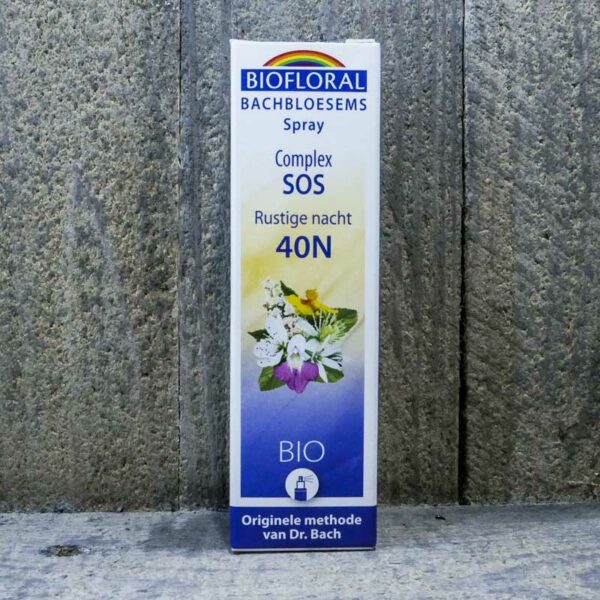 BIOFLORAL
BACHBLOESEMS
Spray
Complex
SOS
Rustige nacht
40N
BIO
Originele methode
van Dr. Bach